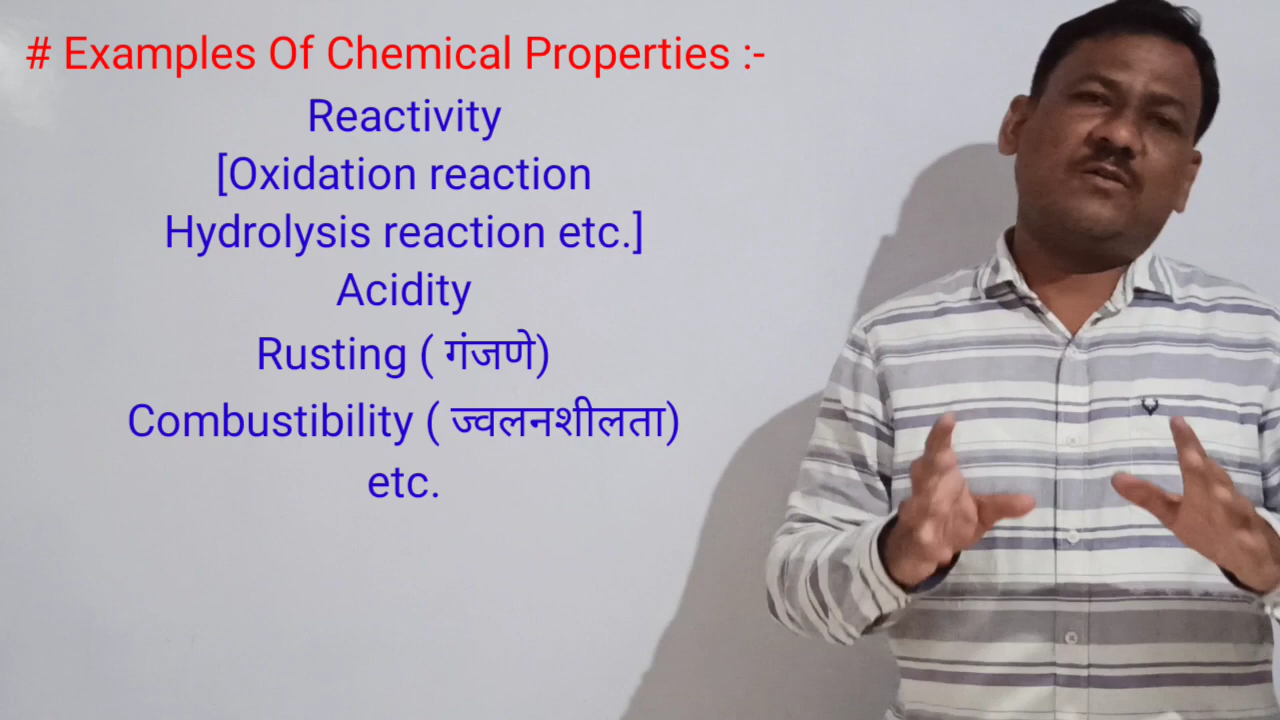 # Examples Of Chemical Properties :-
Reactivity
[Oxidation reaction
Hydrolysis reaction etc.]
Acidity
Rusting ( गंजणे)
Combustibility ( ज्वलनशीलता)
etc.